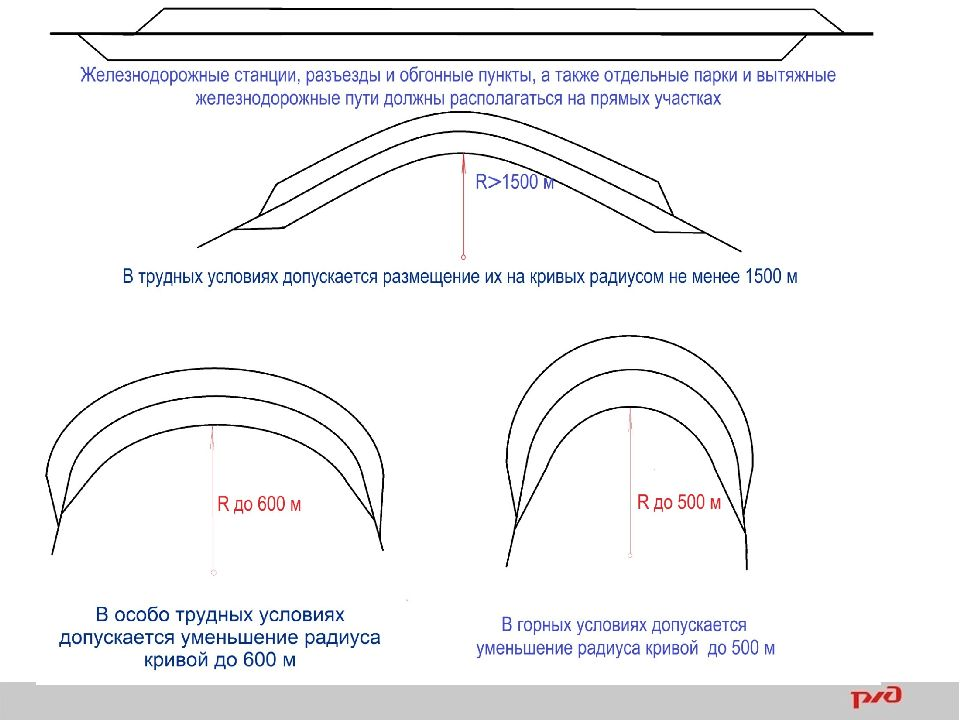 Железнодорожные станции, разъезды и обгонные пункты, а также отдельные парки и вытяжные
железнодорожные пути должны располагаться на прямых участках
R>1500 м
В трудных условиях допускается размещение их на кривых радиусом не менее 1500 м
R до 600 м
R до 500 м
В особо трудных условиях
допускается уменьшение радиуса
кривой до 600 м
В горных условиях допускается
уменьшение радиуса кривой до 500 м
ржд